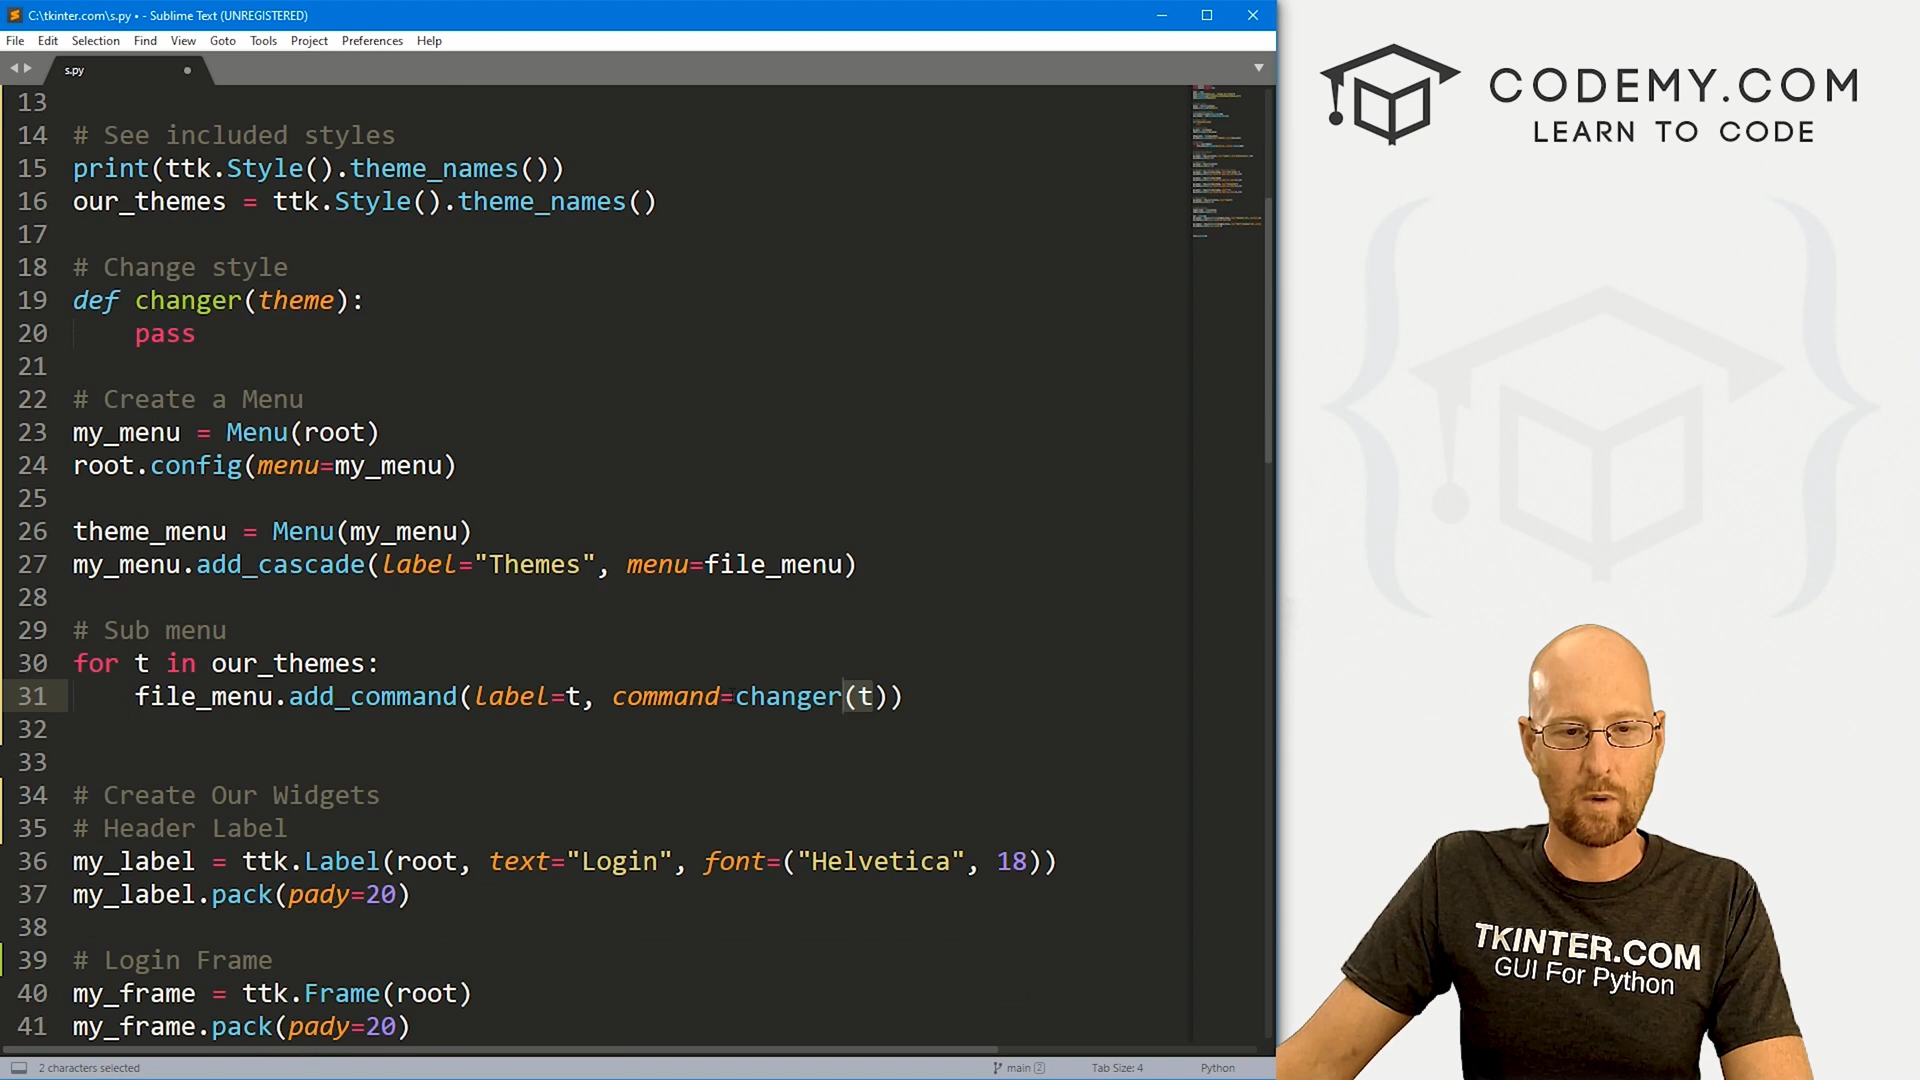 C:\tkinter.com\s.py • - Sublime Text (UNREGISTERED)
File Edit Selection Find View Goto Tools Project Preferences Help
s.py
13
14 # See included styles
15 print(ttk.Style().theme_names())
16 our_themes = ttk.Style().theme_names()
17
18 # Change style
19 def changer(theme):
20 pass
21
22 # Create a Menu
23 my_menu = Menu(root)
24 root.config(menu=my_menu)
25
26 theme_menu = Menu(my_menu)
27 my_menu.add_cascade(label="Themes", menu=file_menu)
28
29 # Sub menu
30 for t in our_themes:
31 file_menu.add_command(label=t, command=changer(t))
32
33
34 # Create Our Widgets
35 # Header Label
36 my_label = ttk.Label(root, text="Login", font=("Helvetica", 18))
37 my_label.pack(pady=20)
38
39 # Login Frame
40 my_frame = ttk.Frame(root)
41 my_frame.pack(pady=20)
2 characters selected
main 2
Tab Size: 4
Python
CODEMY.COM
LEARN TO CODE
TKINTER.COM
GUI For Python